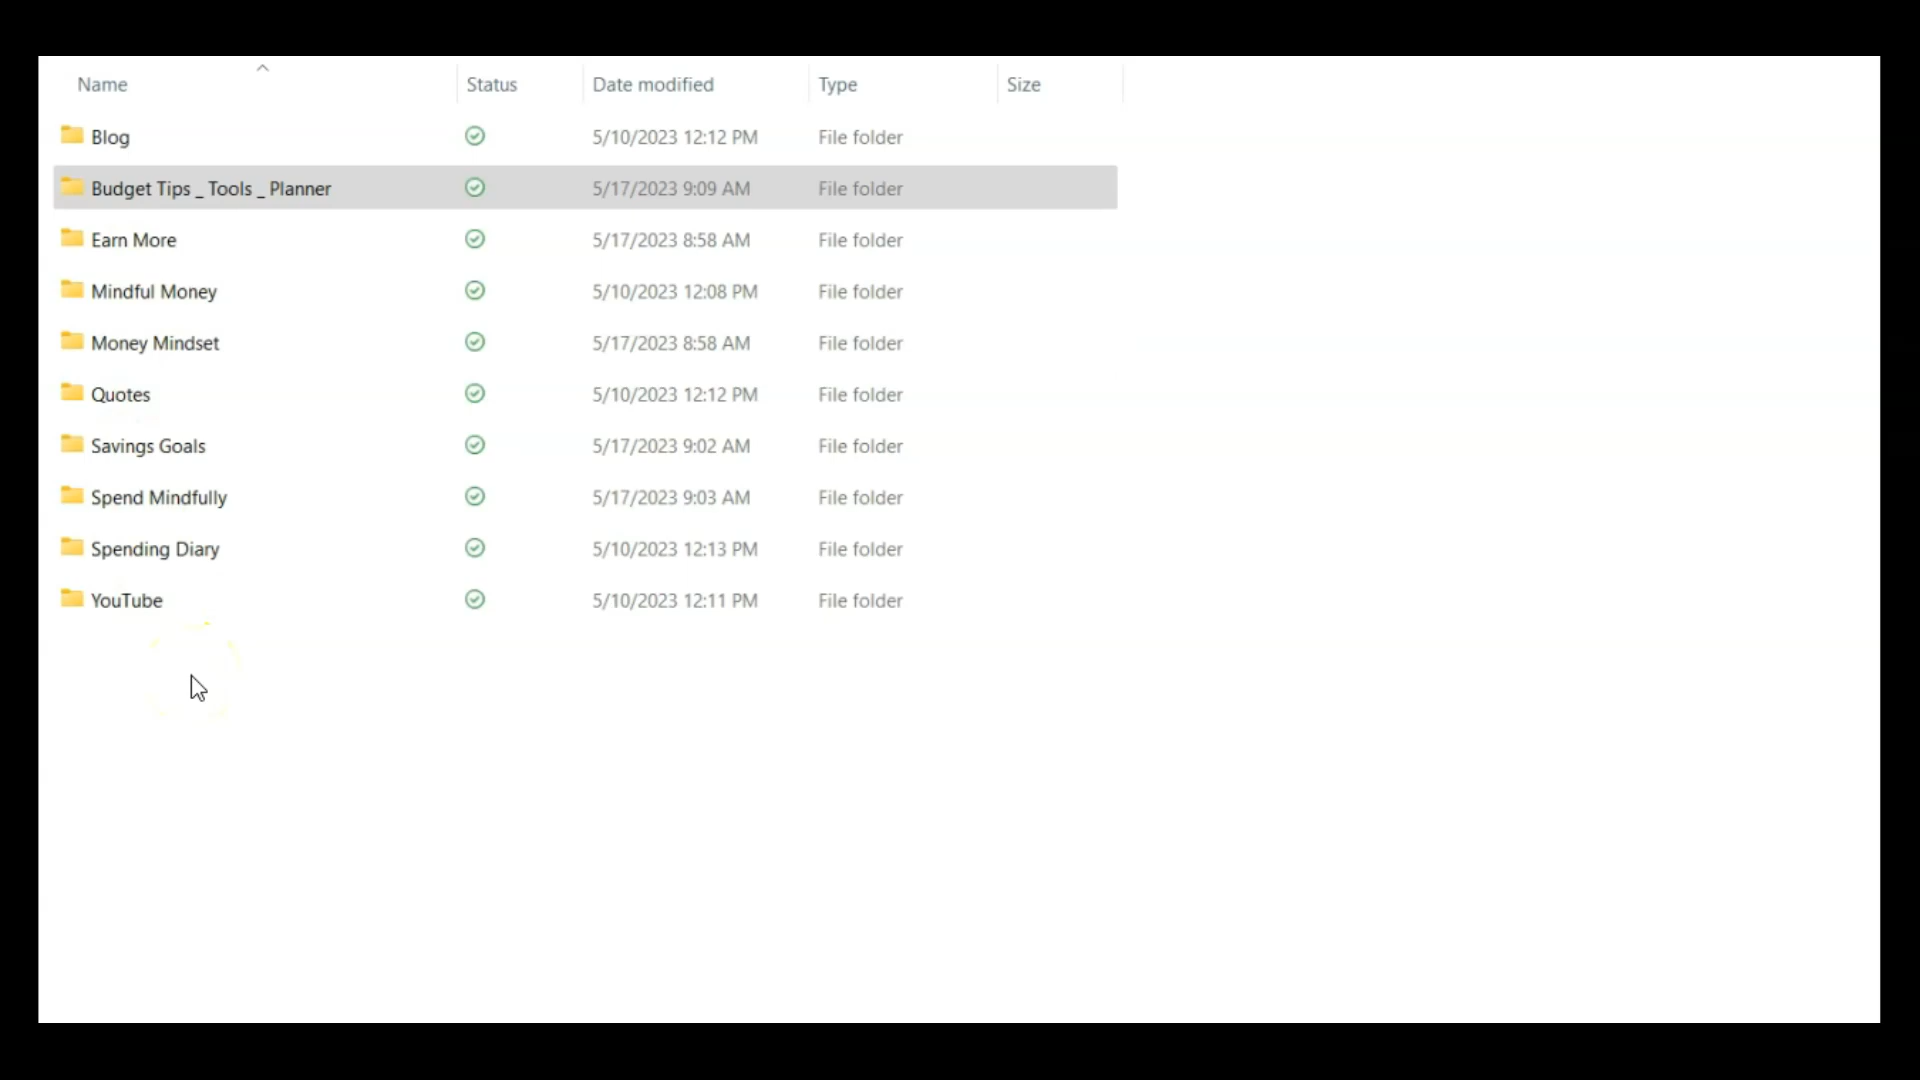 Name Status Date modified Type Size
Blog 5/10/2023 12:12 PM File folder
Budget Tips _ Tools _ Planner 5/17/2023 9:09 AM File folder
Earn More 5/17/2023 8:58 AM File folder
Mindful Money 5/10/2023 12:08 PM File folder
Money Mindset 5/17/2023 8:58 AM File folder
Quotes 5/10/2023 12:12 PM File folder
Savings Goals 5/17/2023 9:02 AM File folder
Spend Mindfully 5/17/2023 9:03 AM File folder
Spending Diary 5/10/2023 12:13 PM File folder
YouTube 5/10/2023 12:11 PM File folder